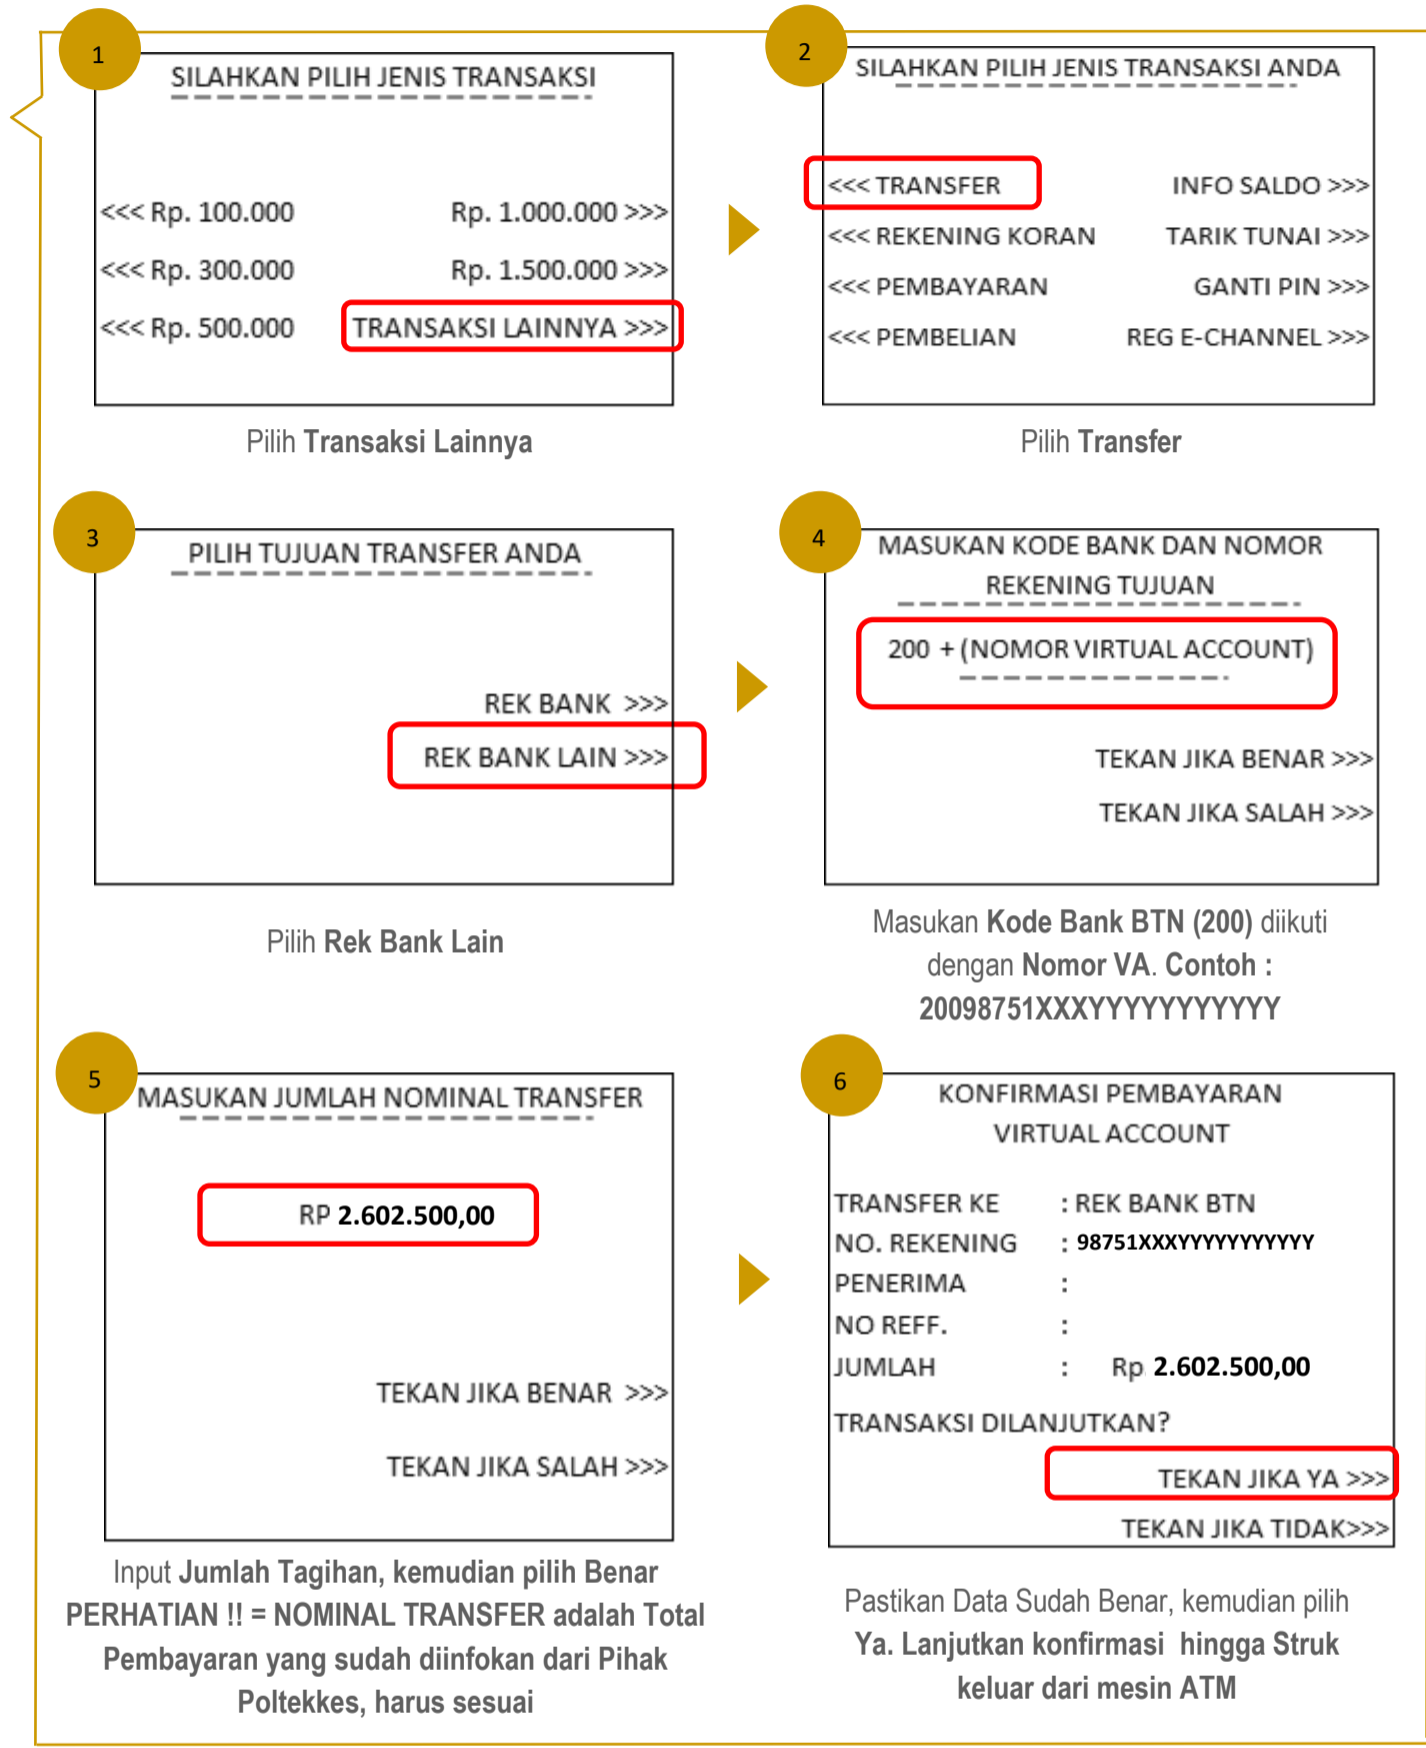 1
SILAHKAN PILIH JENIS TRANSAKSI
<<< Rp. 100.000 Rp. 1.000.000 >>>
<<< Rp. 300.000 Rp. 1.500.000 >>>
<<< Rp. 500.000 TRANSAKSI LAINNYA >>>
Pilih Transaksi Lainnya
2
SILAHKAN PILIH JENIS TRANSAKSI ANDA
<<< TRANSFER INFO SALDO >>>
<<< REKENING KORAN TARIK TUNAI >>>
<<< PEMBAYARAN GANTI PIN >>>
<<< PEMBELIAN REG E-CHANNEL >>>
Pilih Transfer
3
PILIH TUJUAN TRANSFER ANDA
REK BANK >>>
REK BANK LAIN >>>
Pilih Rek Bank Lain
4
MASUKAN KODE BANK DAN NOMOR
REKENING TUJUAN
200 + (NOMOR VIRTUAL ACCOUNT)
TEKAN JIKA BENAR >>>
TEKAN JIKA SALAH >>>
Masukan Kode Bank BTN (200) diikuti
dengan Nomor VA. Contoh :
20098751XXXYYYYYYYYYYY
5
MASUKAN JUMLAH NOMINAL TRANSFER
RP 2.602.500,00
TEKAN JIKA BENAR >>>
TEKAN JIKA SALAH >>>
Input Jumlah Tagihan, kemudian pilih Benar
PERHATIAN !! = NOMINAL TRANSFER adalah Total
Pembayaran yang sudah diinfokan dari Pihak
Poltekkes, harus sesuai
6
KONFIRMASI PEMBAYARAN
VIRTUAL ACCOUNT
TRANSFER KE : REK BANK BTN
NO. REKENING : 98751XXXYYYYYYYYYYY
PENERIMA :
NO REFF. :
JUMLAH : Rp. 2.602.500,00
TRANSAKSI DILANJUTKAN?
TEKAN JIKA YA >>>
TEKAN JIKA TIDAK>>>
Pastikan Data Sudah Benar, kemudian pilih
Ya. Lanjutkan konfirmasi hingga Struk
keluar dari mesin ATM